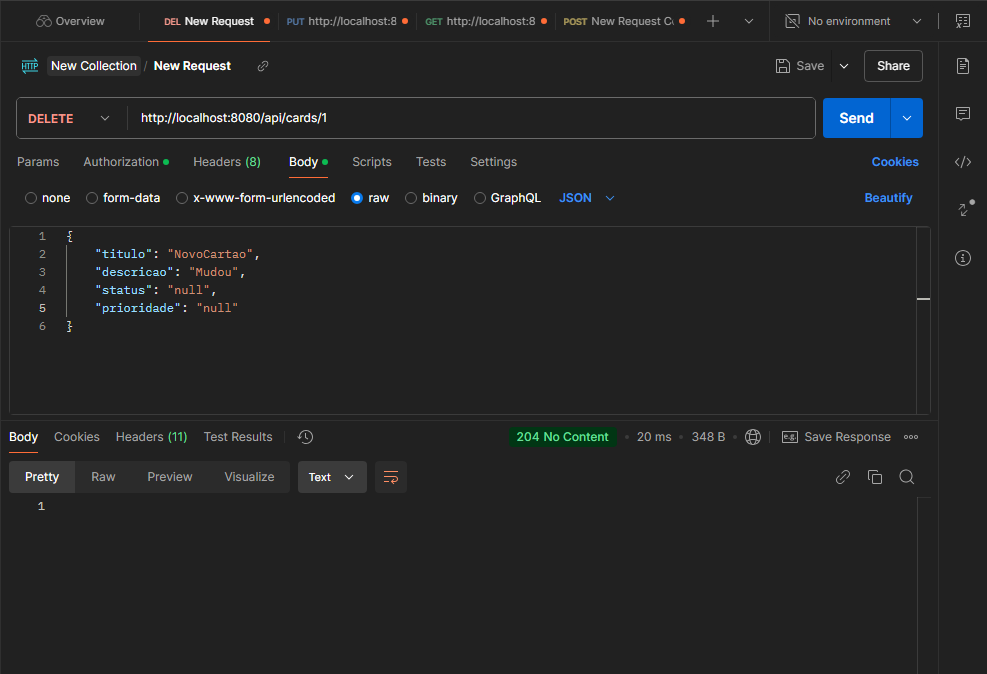 Overview DEL New Request PUT http://localhost:8 GET http://localhost:8 POST New Request Co No environment
HTTP New Collection / New Request Save Share
DELETE http://localhost:8080/api/cards/1 Send
Params Authorization Headers (8) Body Scripts Tests Settings Cookies
none form-data x-www-form-urlencoded raw binary GraphQL JSON Beautify
1 {
2 "titulo": "NovoCartao",
3 "descricao": "Mudou",
4 "status": "null",
5 "prioridade": "null"
6 }
Body Cookies Headers (11) Test Results 204 No Content 20 ms 348 B e.g. Save Response
Pretty Raw Preview Visualize Text
1